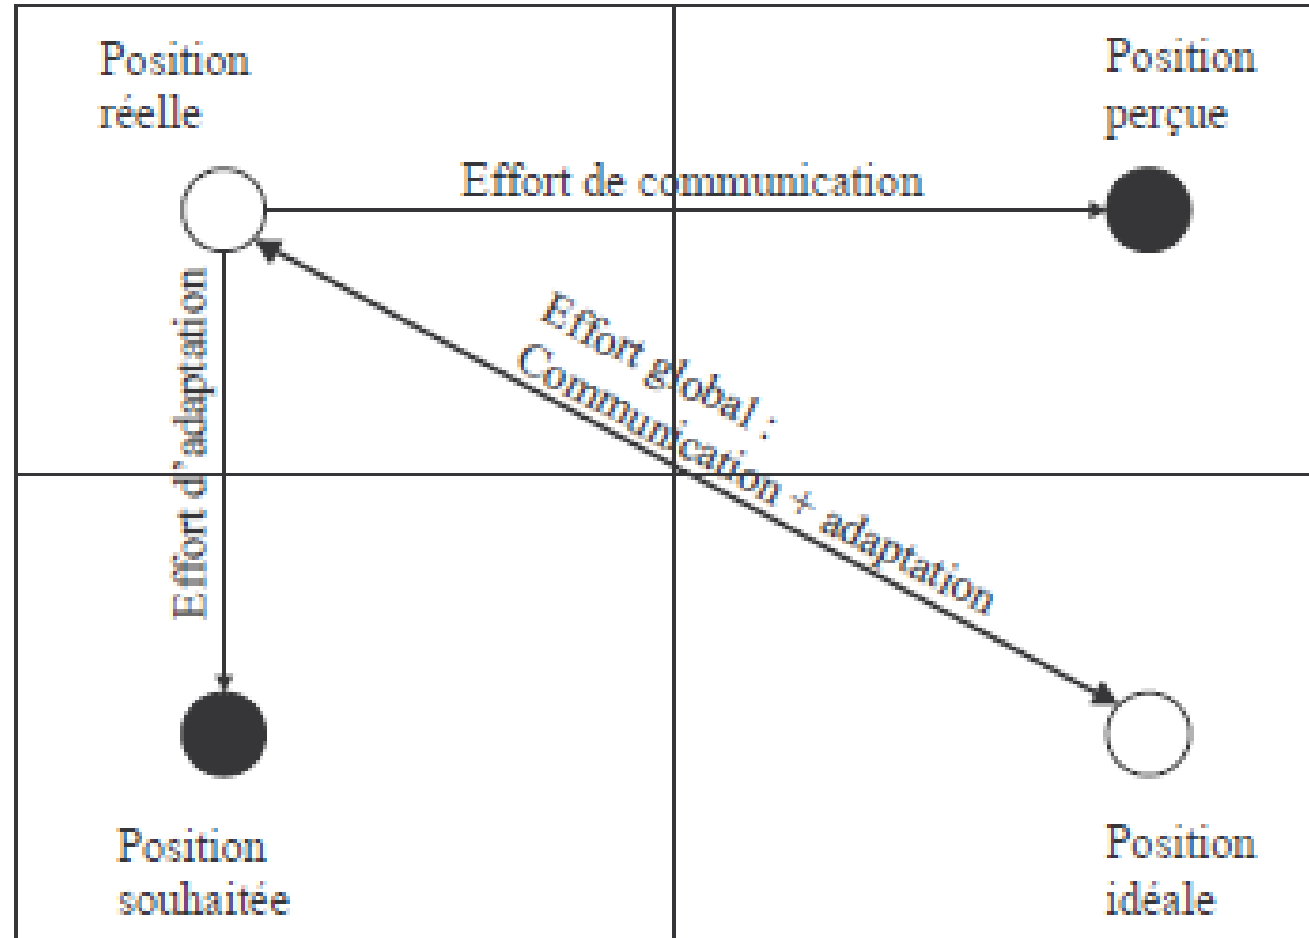 Position
réelle
Position
perçue
Effort de communication
Effort d'adaptation
Effort global :
Communication + adaptation
Position
souhaitée
Position
idéale